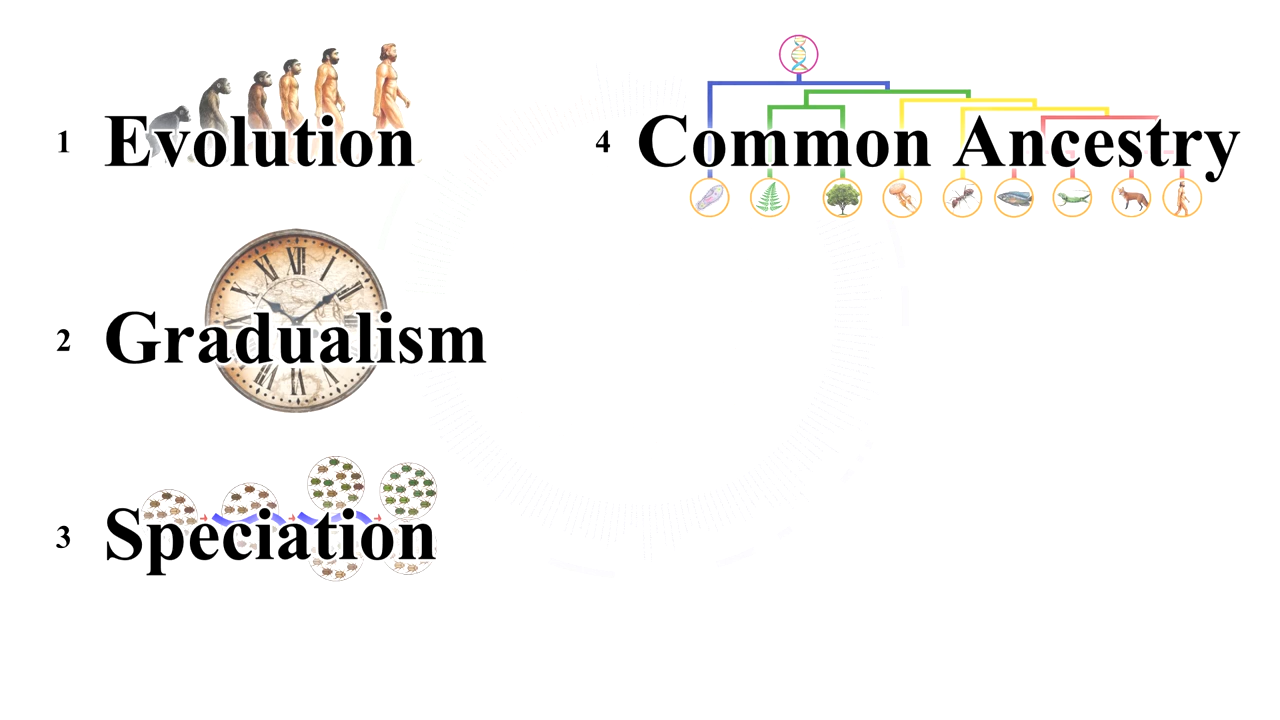 1 Evolution
2 Gradualism
3 Speciation
4 Common Ancestry